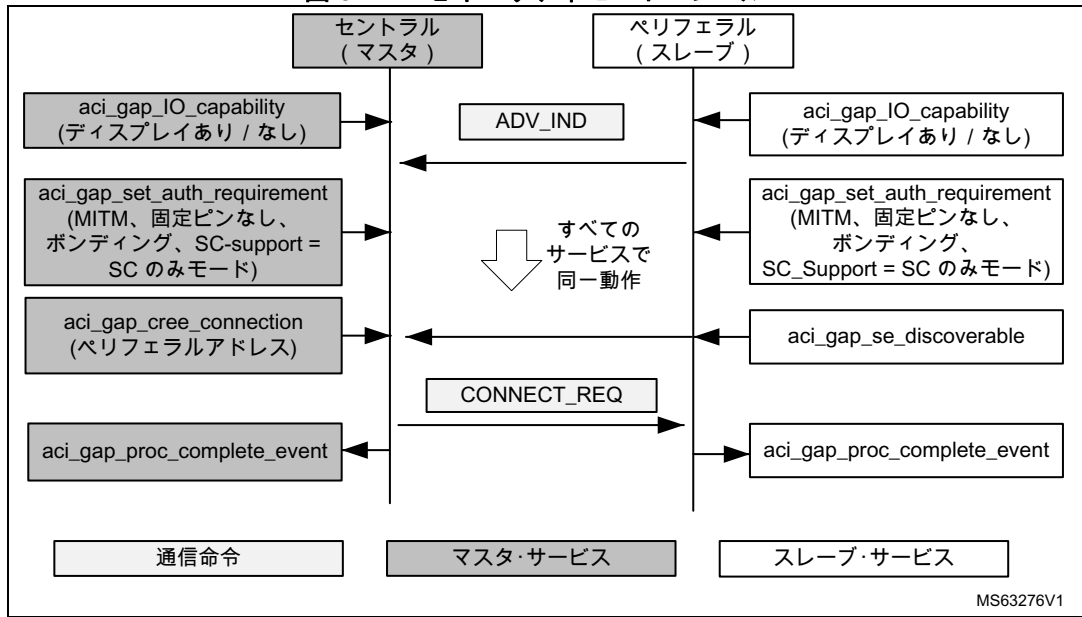 セントラル
( マスタ )
ペリフェラル
( スレーブ )
aci_gap_IO_capability
(ディスプレイあり / なし)
ADV_IND
aci_gap_IO_capability
(ディスプレイあり / なし)
aci_gap_set_auth_requirement
(MITM、固定ピンなし、
ボンディング、SC-support =
SC のみモード)
すべての
サービスで
同一動作
aci_gap_set_auth_requirement
(MITM、固定ピンなし、
ボンディング、
SC_Support = SC のみモード)
aci_gap_cree_connection
(ペリフェラルアドレス)
aci_gap_se_discoverable
CONNECT_REQ
aci_gap_proc_complete_event
aci_gap_proc_complete_event
通信命令
マスタ･サービス
スレーブ･サービス
MS63276V1